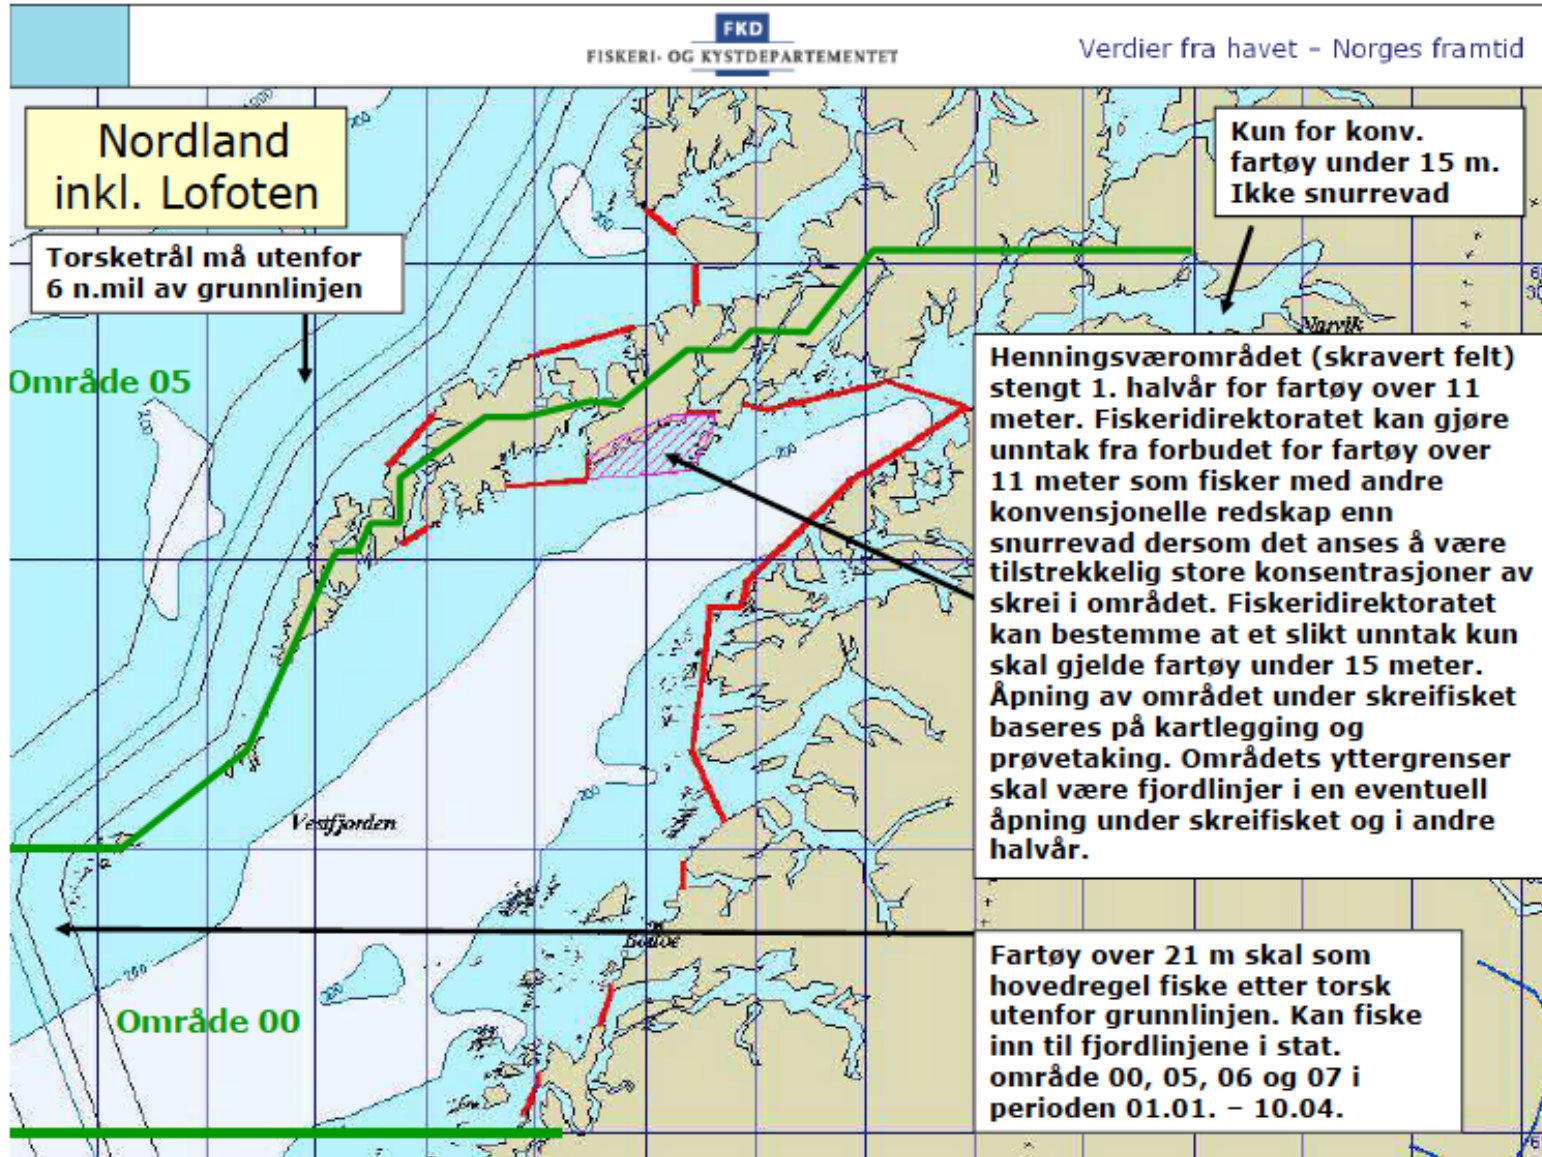 FKD
FISKERI- OG KYSTDEPARTEMENTET
Verdier fra havet – Norges framtid
Nordland
inkl. Lofoten
Torsketrål må utenfor
6 n.mil av grunnlinjen
Kun for konv.
fartøy under 15 m.
Ikke snurrevad
Narvik
Område 05
Henningsværområdet (skravert felt)
stengt 1. halvår for fartøy over 11
meter. Fiskeridirektoratet kan gjøre
unntak fra forbudet for fartøy over
11 meter som fisker med andre
konvensjonelle redskap enn
snurrevad dersom det anses å være
tilstrekkelig store konsentrasjoner av
skrei i området. Fiskeridirektoratet
kan bestemme at et slikt unntak kun
skal gjelde fartøy under 15 meter.
Åpning av området under skreifisket
baseres på kartlegging og
prøvetaking. Områdets yttergrenser
skal være fjordlinjer i en eventuell
åpning under skreifisket og i andre
halvår.
200
200
200
Vestfjorden
200
200
Område 00
Fartøy over 21 m skal som
hovedregel fiske etter torsk
utenfor grunnlinjen. Kan fiske
inn til fjordlinjene i stat.
område 00, 05, 06 og 07 i
perioden 01.01. – 10.04.